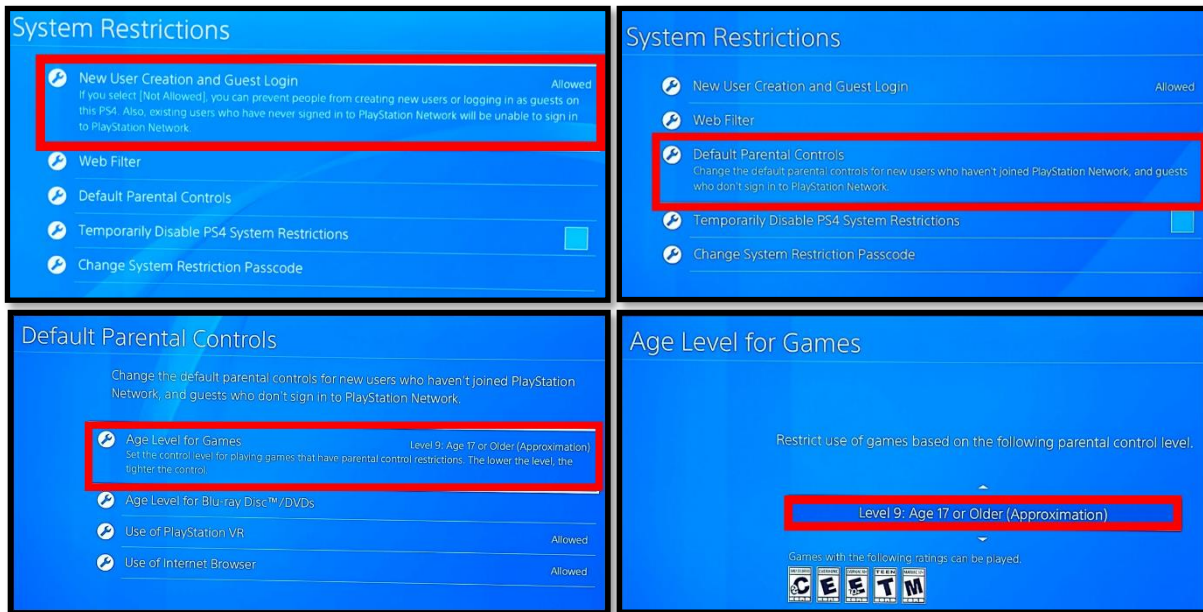 System Restrictions
New User Creation and Guest Login Allowed
If you select [Not Allowed], you can prevent people from creating new users or logging in as guests on
this PS4. Also, existing users who have never signed in to PlayStation Network will be unable to sign in
to PlayStation Network.
Web Filter
Default Parental Controls
Temporarily Disable PS4 System Restrictions
Change System Restriction Passcode
System Restrictions
New User Creation and Guest Login Allowed
Web Filter
Default Parental Controls
Change the default parental controls for new users who haven't joined PlayStation Network, and guests
who don't sign in to PlayStation Network.
Temporarily Disable PS4 System Restrictions
Change System Restriction Passcode
Default Parental Controls
Change the default parental controls for new users who haven't joined PlayStation
Network, and guests who don't sign in to PlayStation Network.
Age Level for Games Level 9: Age 17 or Older (Approximation)
Set the control level for playing games that have parental control restrictions. The lower the level, the
tighter the control.
Age Level for Blu-ray Disc™/DVDs
Use of PlayStation VR Allowed
Use of Internet Browser Allowed
Age Level for Games
Restrict use of games based on the following parental control level.
Level 9: Age 17 or Older (Approximation)
Games with the following ratings can be played.
C E E T M